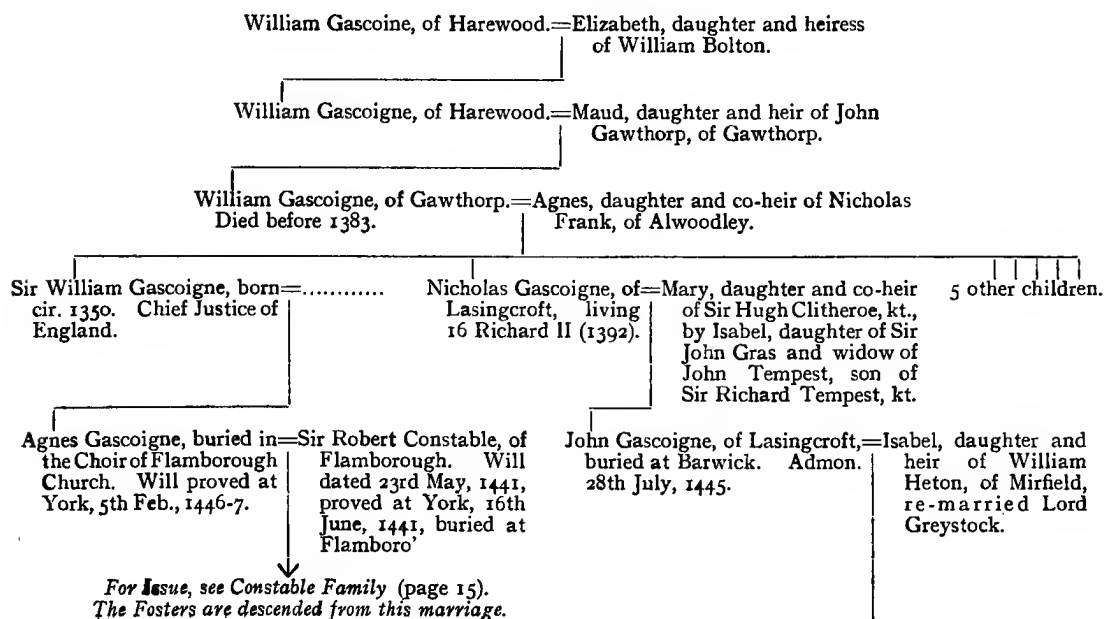 William Gascoine, of Harewood.=Elizabeth, daughter and heiress
of William Bolton.
William Gascoigne, of Harewood.=Maud, daughter and heir of John
Gawthorp, of Gawthorp.
William Gascoigne, of Gawthorp.=Agnes, daughter and co-heir of Nicholas
Died before 1383.
Frank, of Alwoodley.
Sir William Gascoigne, born=............
cir. 1350. Chief Justice of
England.
Nicholas Gascoigne, of=Mary, daughter and co-heir
Lasingcroft, living
16 Richard II (1392).
of Sir Hugh Clitheroe, kt.,
by Isabel, daughter of Sir
John Gras and widow of
John Tempest, son of
Sir Richard Tempest, kt.
5 other children.
Agnes Gascoigne, buried in=Sir Robert Constable, of
the Choir of Flamborough
Church. Will proved at
York, 5th Feb., 1446-7.
Flamborough. Will
dated 23rd May, 1441,
proved at York, 16th
June, 1441, buried at
Flamboro'
John Gascoigne, of Lasingcroft,=Isabel, daughter and
buried at Barwick. Admon.
28th July, 1445.
heir of William
Heton, of Mirfield,
re-married Lord
Greystock.
For Issue, see Constable Family (page 15).
The Fosters are descended from this marriage.